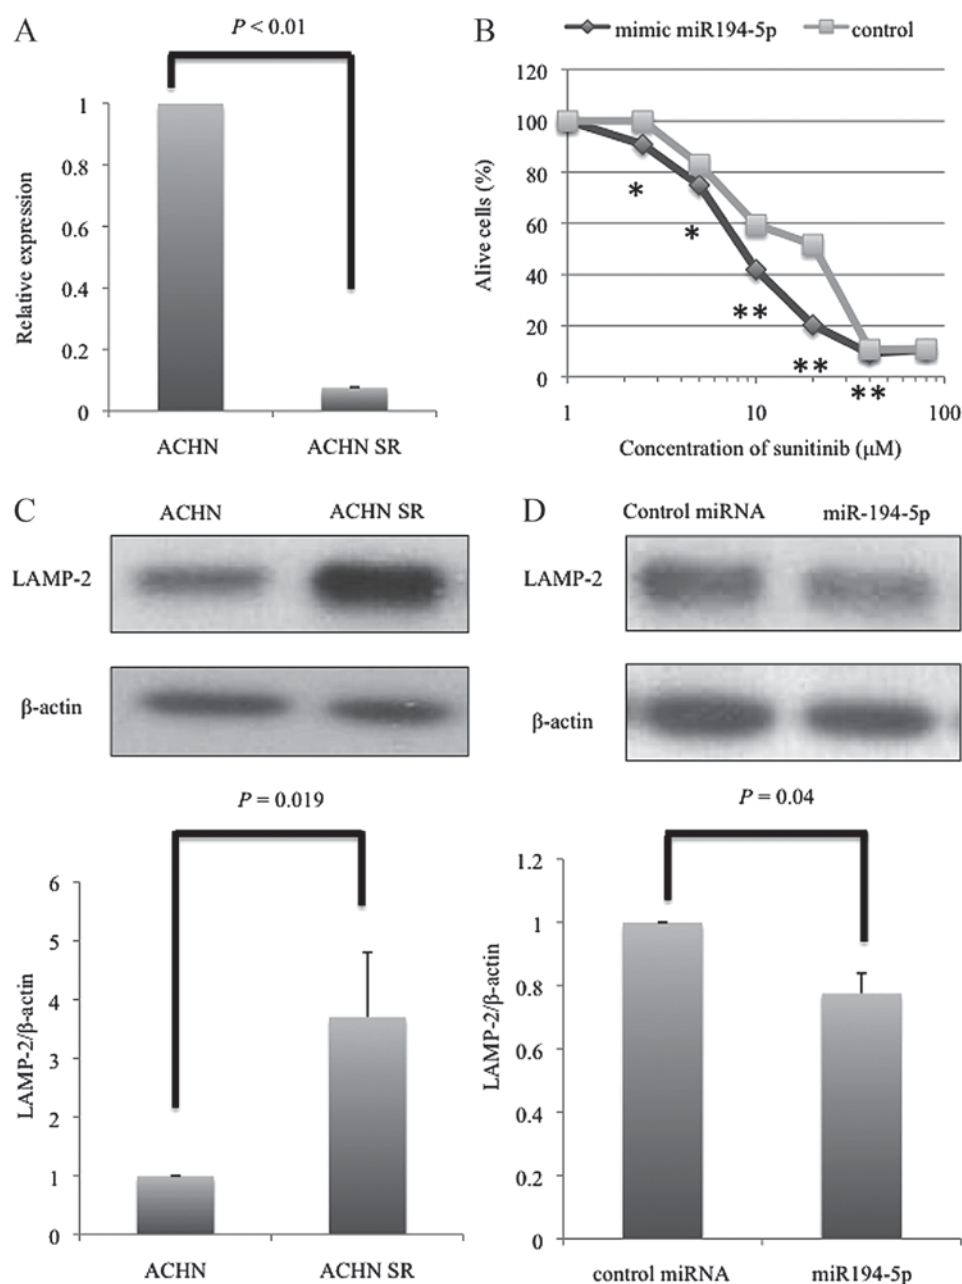 A
P < 0.01
Relative expression
1
0.8
0.6
0.4
0.2
0
ACHN
ACHN SR
B
mimic miR194-5p
control
Alive cells (%)
120
100
80
60
40
20
0
*
*
**
**
**
1
10
100
Concentration of sunitinib (μM)
C
ACHN
ACHN SR
LAMP-2
β-actin
P = 0.019
LAMP-2/β-actin
6
5
4
3
2
1
0
ACHN
ACHN SR
D
Control miRNA
miR-194-5p
LAMP-2
β-actin
P = 0.04
LAMP-2/β-actin
1.2
1
0.8
0.6
0.4
0.2
0
control miRNA
miR194-5p